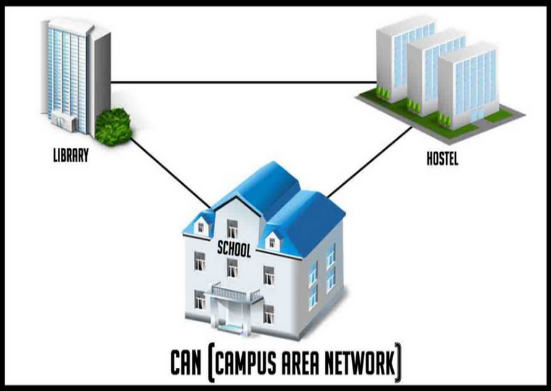 LIBRARY
HOSTEL
SCHOOL
CAN (CAMPUS AREA NETWORK)